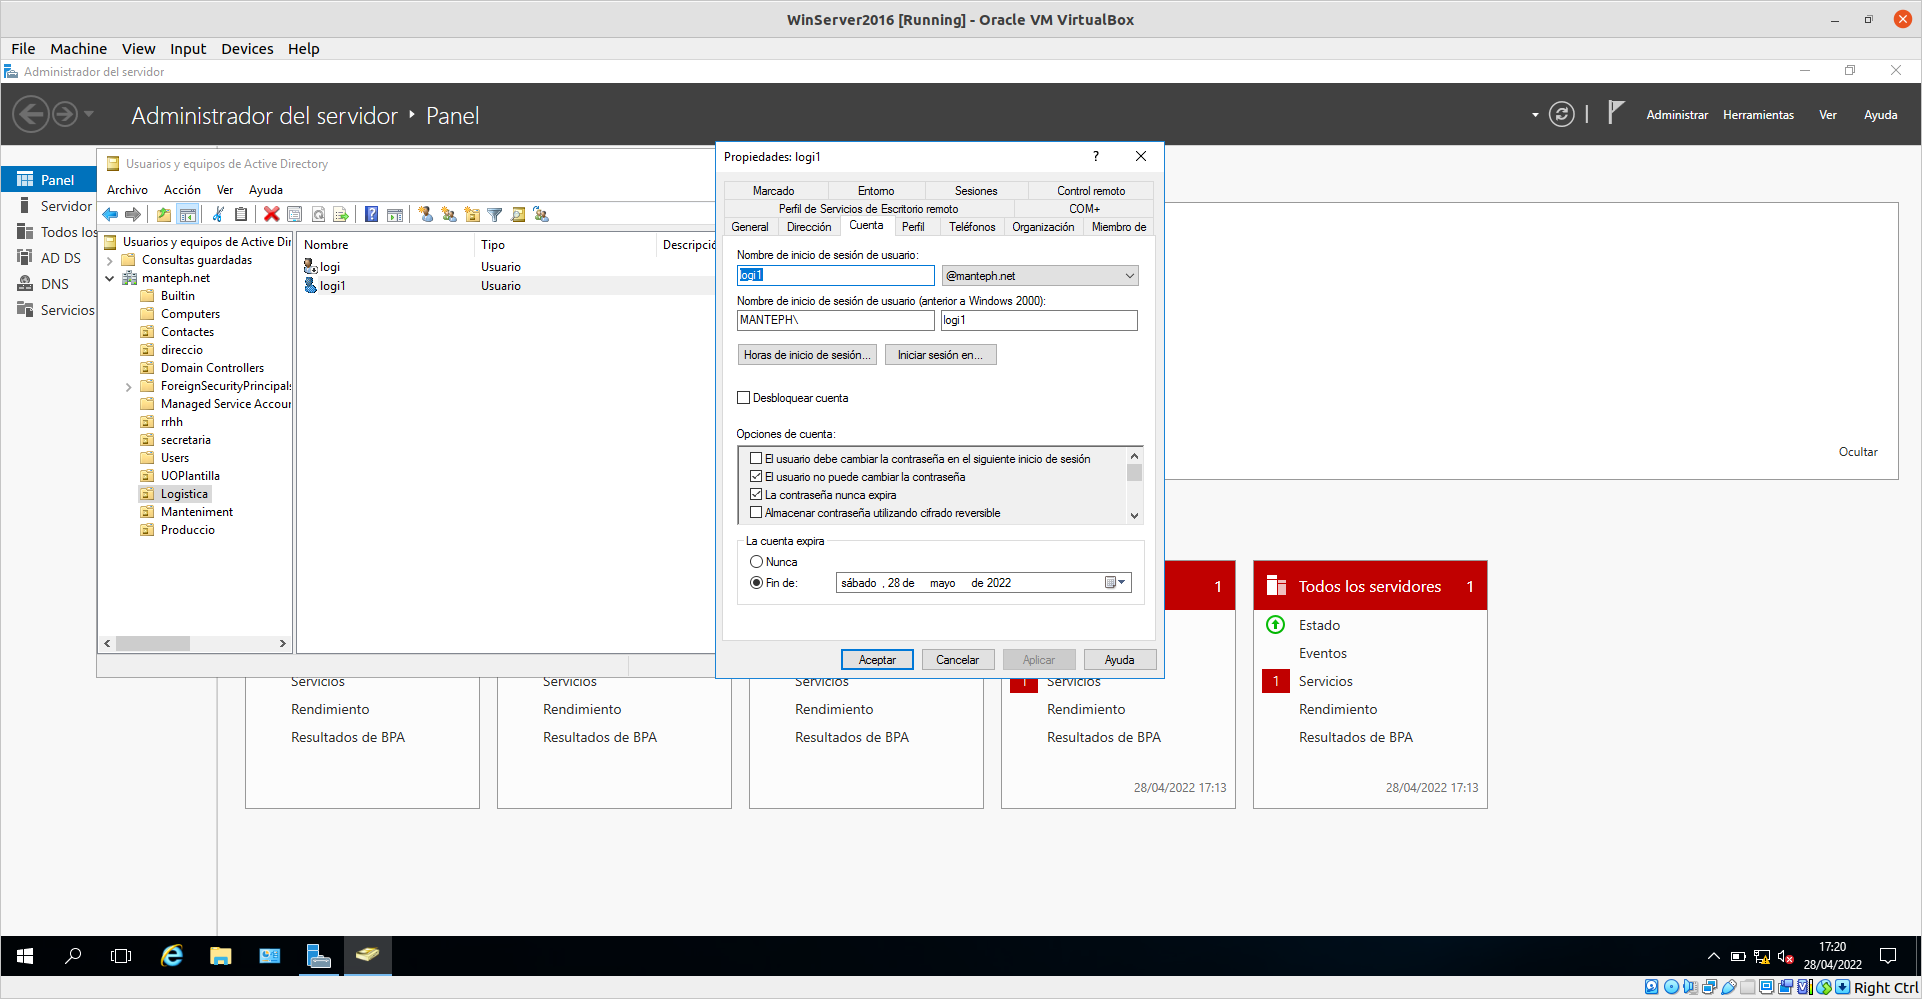 WinServer2016 [Running] - Oracle VM VirtualBox
File Machine View Input Devices Help
Administrador del servidor
Administrador del servidor ‣ Panel
Administrar Herramientas Ver Ayuda
Panel
Servidor
Todos los
AD DS
DNS
Servicios
Usuarios y equipos de Active Directory
Archivo Acción Ver Ayuda
Usuarios y equipos de Active Dir
Consultas guardadas
manteph.net
Builtin
Computers
Contactes
direccio
Domain Controllers
ForeignSecurityPrincipals
Managed Service Accour
rrhh
secretaria
Users
UOPlantilla
Logistica
Manteniment
Produccio
Nombre Tipo Descripció
logi Usuario
logi1 Usuario
Propiedades: logi1 ?
Marcado Entorno Sesiones Control remoto
Perfil de Servicios de Escritorio remoto COM+
General Dirección Cuenta Perfil Teléfonos Organización Miembro de
Nombre de inicio de sesión de usuario:
logi1 @manteph.net
Nombre de inicio de sesión de usuario (anterior a Windows 2000):
MANTEPH\ logi1
Horas de inicio de sesión... Iniciar sesión en...
Desbloquear cuenta
Opciones de cuenta:
El usuario debe cambiar la contraseña en el siguiente inicio de sesión
El usuario no puede cambiar la contraseña
La contraseña nunca expira
Almacenar contraseña utilizando cifrado reversible
La cuenta expira
Nunca
Fin de: sábado , 28 de mayo de 2022
Aceptar Cancelar Aplicar Ayuda
Ocultar
Servicios
Rendimiento
Resultados de BPA
Servicios
Rendimiento
Resultados de BPA
Servicios
Rendimiento
Resultados de BPA
1
1 Servicios
Rendimiento
Resultados de BPA
28/04/2022 17:13
Todos los servidores 1
Estado
Eventos
1 Servicios
Rendimiento
Resultados de BPA
28/04/2022 17:13
17:20
28/04/2022
Right Ctrl